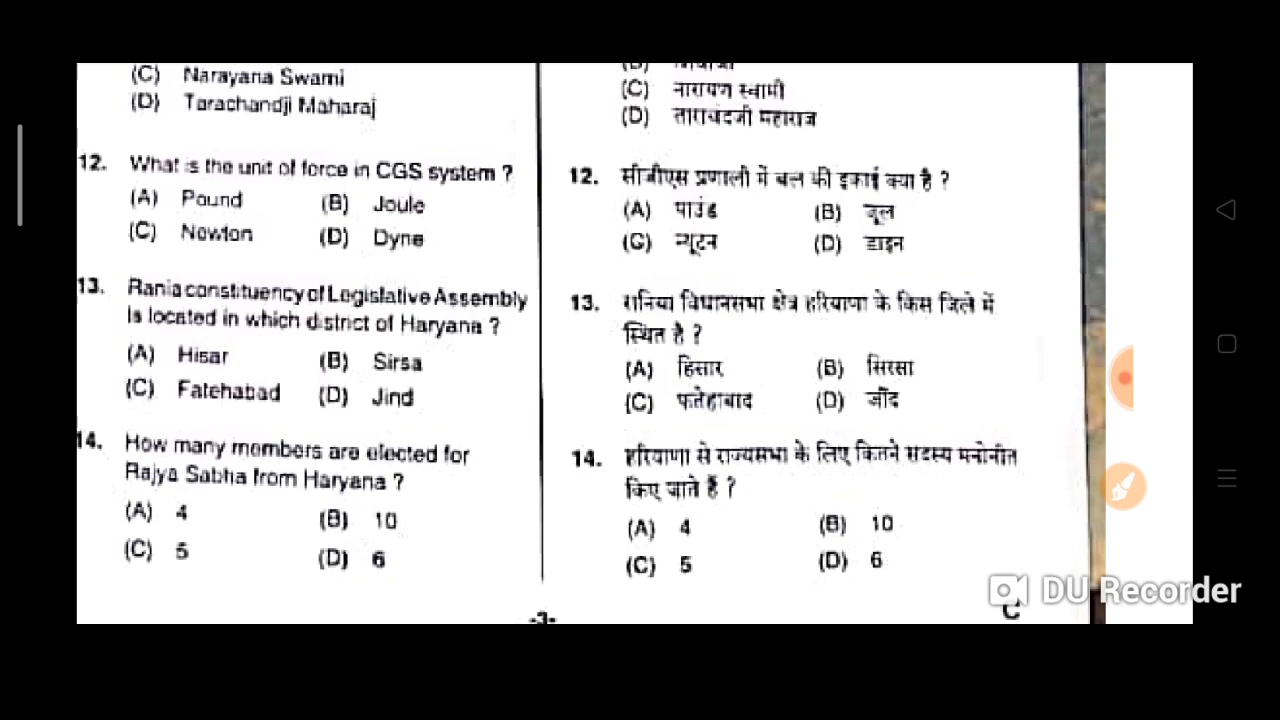 (C) Narayana Swami
(D) Tarachandji Maharaj
12. What is the unit of force in CGS system ?
(A) Pound (B) Joule
(C) Newton (D) Dyne
13. Rania constituency of Legislative Assembly
is located in which district of Haryana ?
(A) Hisar (B) Sirsa
(C) Fatehabad (D) Jind
14. How many members are elected for
Rajya Sabha from Haryana ?
(A) 4 (B) 10
(C) 5 (D) 6
(C) नारायण स्वामी
(D) ताराचंदजी महाराज
12. सीजीएस प्रणाली में बल की इकाई क्या है ?
(A) पाउंड (B) जूल
(C) न्यूटन (D) डाइन
13. रानिया विधानसभा क्षेत्र हरियाणा के किस जिले में
स्थित है ?
(A) हिसार (B) सिरसा
(C) फतेहाबाद (D) जींद
14. हरियाणा से राज्यसभा के लिए कितने सदस्य मनोनीत
किए जाते हैं ?
(A) 4 (B) 10
(C) 5 (D) 6
-3-
C
DU Recorder